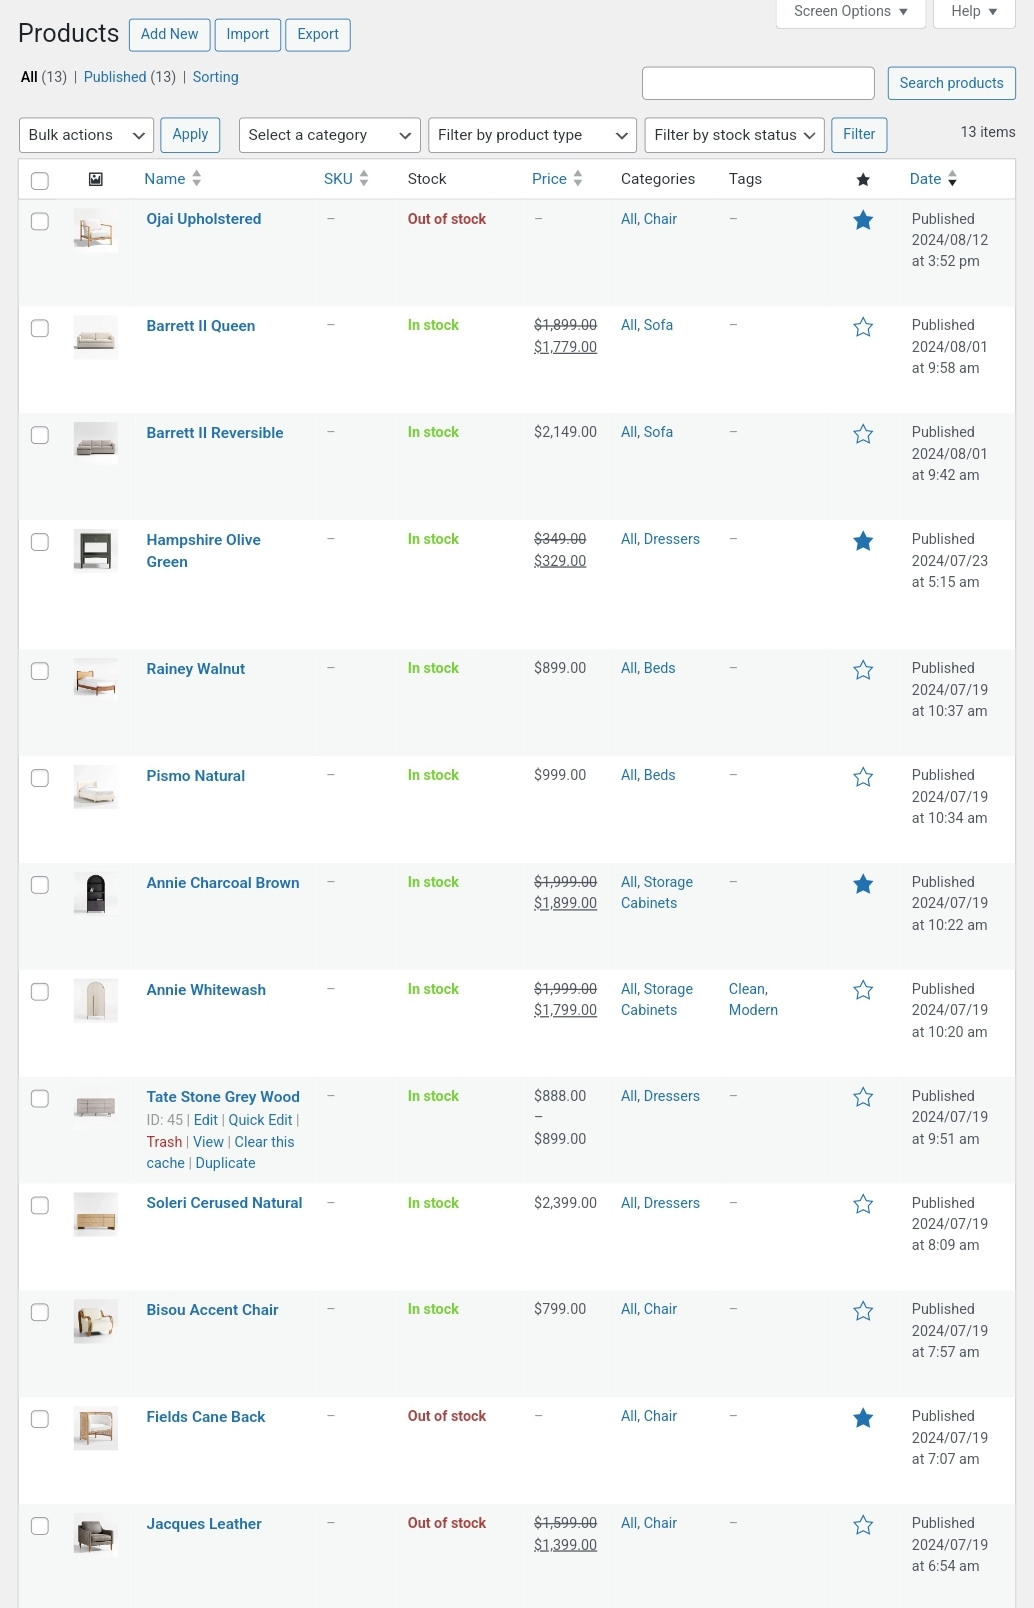 Screen Options ▼ Help ▼
Products Add New Import Export
All (13) | Published (13) | Sorting
Search products
Bulk actions Apply Select a category Filter by product type Filter by stock status Filter 13 items
Name SKU Stock Price Categories Tags ★ Date
Ojai Upholstered – Out of stock – All, Chair – Published
2024/08/12
at 3:52 pm
Barrett II Queen – In stock $1,899.00 All, Sofa – Published
$1,779.00 2024/08/01
at 9:58 am
Barrett II Reversible – In stock $2,149.00 All, Sofa – Published
2024/08/01
at 9:42 am
Hampshire Olive – In stock $349.00 All, Dressers – Published
Green $329.00 2024/07/23
at 5:15 am
Rainey Walnut – In stock $899.00 All, Beds – Published
2024/07/19
at 10:37 am
Pismo Natural – In stock $999.00 All, Beds – Published
2024/07/19
at 10:34 am
Annie Charcoal Brown – In stock $1,999.00 All, Storage – Published
$1,899.00 Cabinets 2024/07/19
at 10:22 am
Annie Whitewash – In stock $1,999.00 All, Storage Clean, Published
$1,799.00 Cabinets Modern 2024/07/19
at 10:20 am
Tate Stone Grey Wood – In stock $888.00 All, Dressers – Published
ID: 45 | Edit | Quick Edit | – 2024/07/19
Trash | View | Clear this $899.00 at 9:51 am
cache | Duplicate
Soleri Cerused Natural – In stock $2,399.00 All, Dressers – Published
2024/07/19
at 8:09 am
Bisou Accent Chair – In stock $799.00 All, Chair – Published
2024/07/19
at 7:57 am
Fields Cane Back – Out of stock – All, Chair – Published
2024/07/19
at 7:07 am
Jacques Leather – Out of stock $1,599.00 All, Chair – Published
$1,399.00 2024/07/19
at 6:54 am